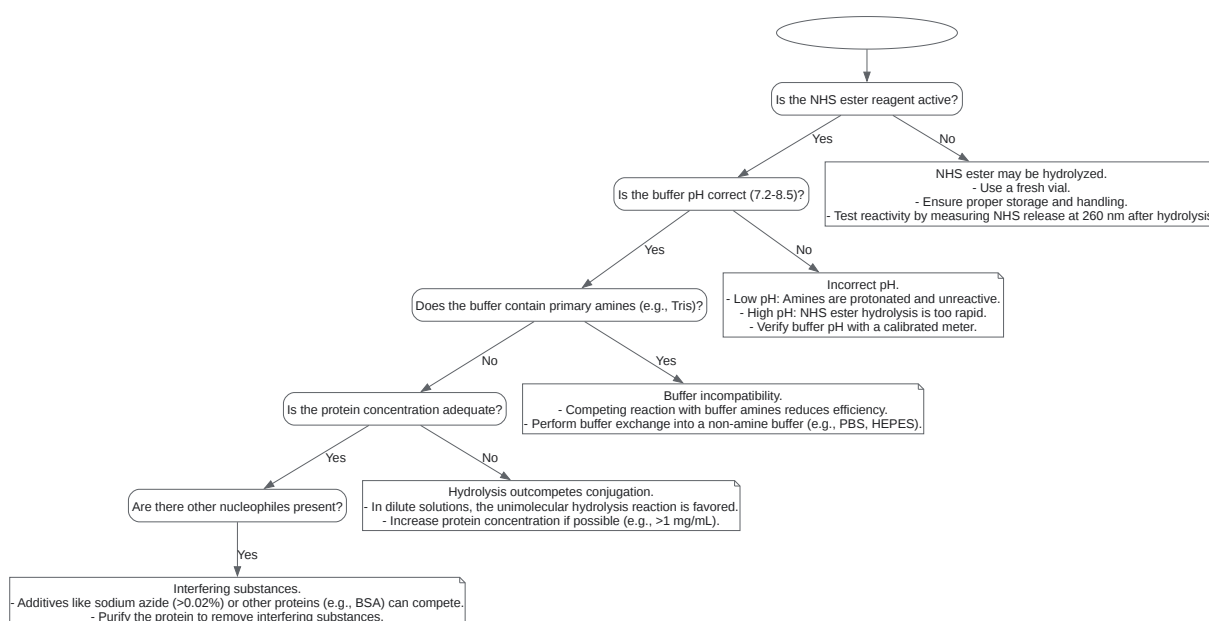 Is the NHS ester reagent active?
Yes
No
NHS ester may be hydrolyzed.
- Use a fresh vial.
- Ensure proper storage and handling.
- Test reactivity by measuring NHS release at 260 nm after hydrolysis
Is the buffer pH correct (7.2-8.5)?
Yes
No
Incorrect pH.
- Low pH: Amines are protonated and unreactive.
- High pH: NHS ester hydrolysis is too rapid.
- Verify buffer pH with a calibrated meter.
Does the buffer contain primary amines (e.g., Tris)?
No
Yes
Buffer incompatibility.
- Competing reaction with buffer amines reduces efficiency.
- Perform buffer exchange into a non-amine buffer (e.g., PBS, HEPES).
Is the protein concentration adequate?
Yes
No
Hydrolysis outcompetes conjugation.
- In dilute solutions, the unimolecular hydrolysis reaction is favored.
- Increase protein concentration if possible (e.g., >1 mg/mL).
Are there other nucleophiles present?
Yes
Interfering substances.
- Additives like sodium azide (>0.02%) or other proteins (e.g., BSA) can compete.
- Purify the protein to remove interfering substances.